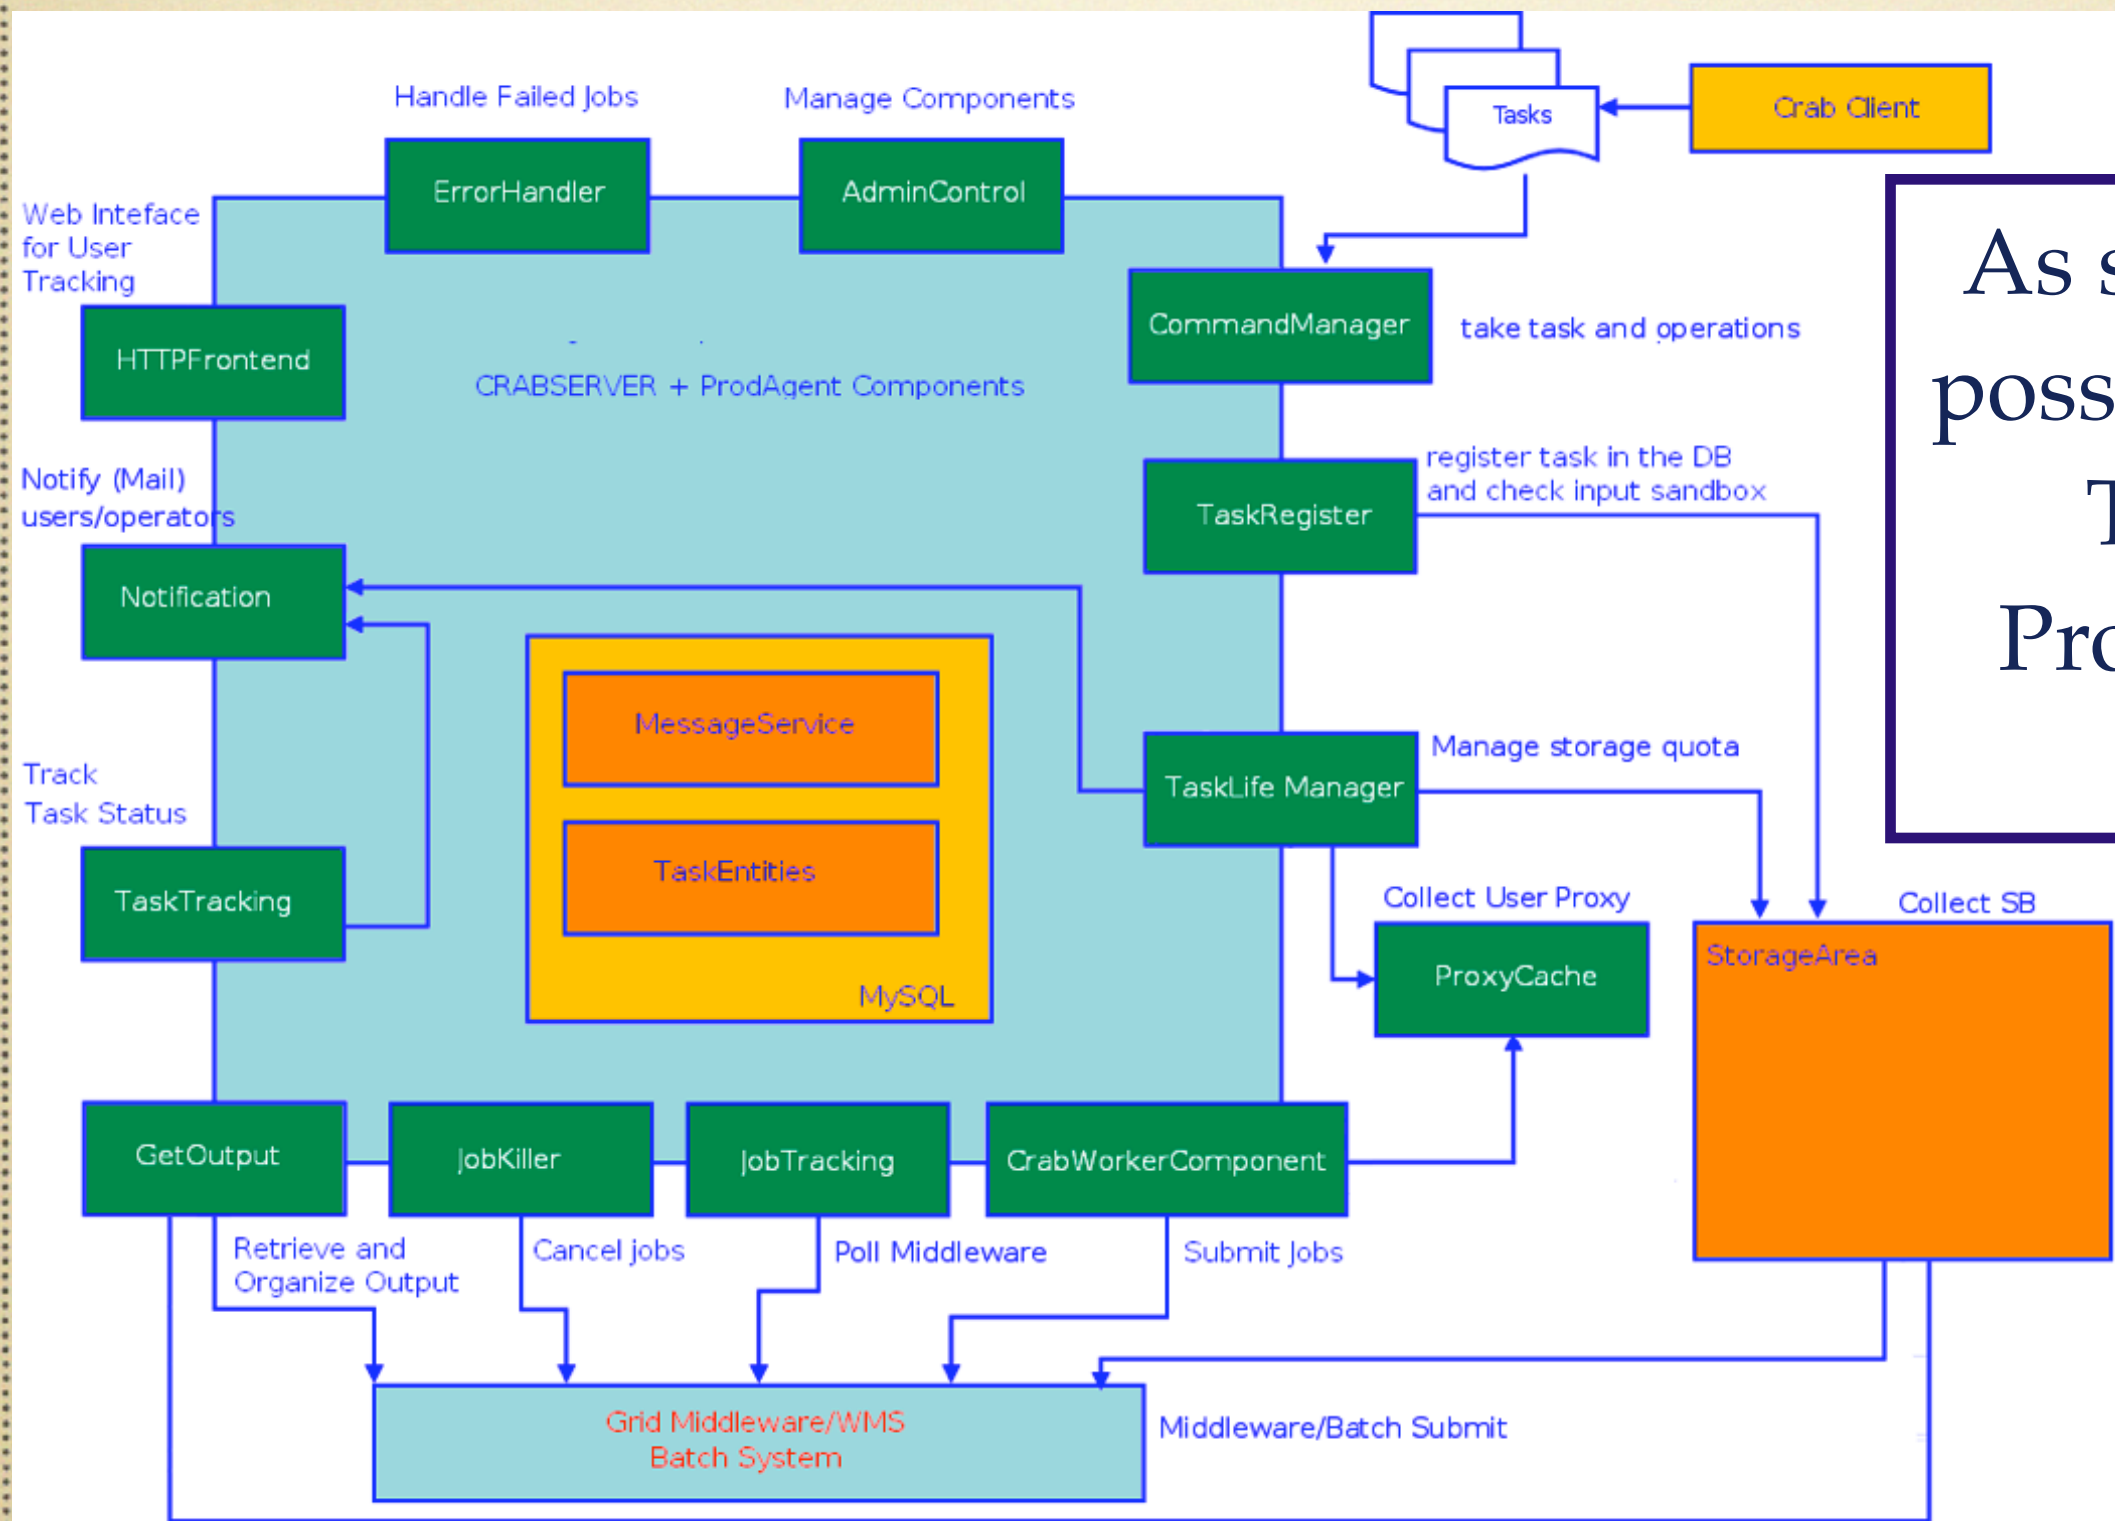 Handle Failed Jobs
Manage Components
Tasks
Crab Client
ErrorHandler
AdminControl
Web Inteface
for User
Tracking
HTTPFrontend
CommandManager
take task and operations
CRABSERVER + ProdAgent Components
Notify (Mail)
users/operators
Notification
register task in the DB
and check input sandbox
TaskRegister
MessageService
TaskEntities
MySQL
TaskLife Manager
Manage storage quota
Track
Task Status
TaskTracking
Collect User Proxy
ProxyCache
Collect SB
StorageArea
GetOutput
JobKiller
JobTracking
CrabWorkerComponent
Retrieve and
Organize Output
Cancel jobs
Poll Middleware
Submit Jobs
Grid Middleware/WMS
Batch System
Middleware/Batch Submit
As